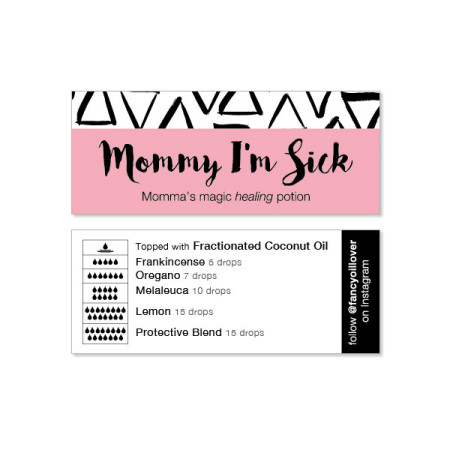 Mommy I'm Sick
Momma's magic healing potion
Topped with Fractionated Coconut Oil
Frankincense 5 drops
Oregano 7 drops
Melaleuca 10 drops
Lemon 15 drops
Protective Blend 15 drops
follow @fancyoillover
on Instagram